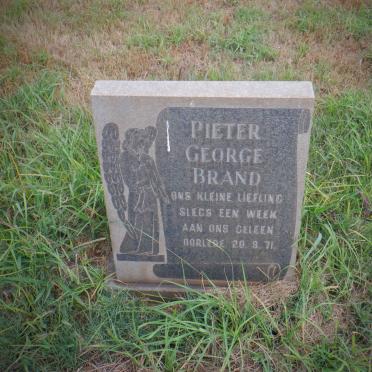 PIETER
GEORGE
BRAND
ONS KLEINE LIEFLING
SLEGS EEN WEEK
AAN ONS GELEEN
OORLEDE 20.8.71.